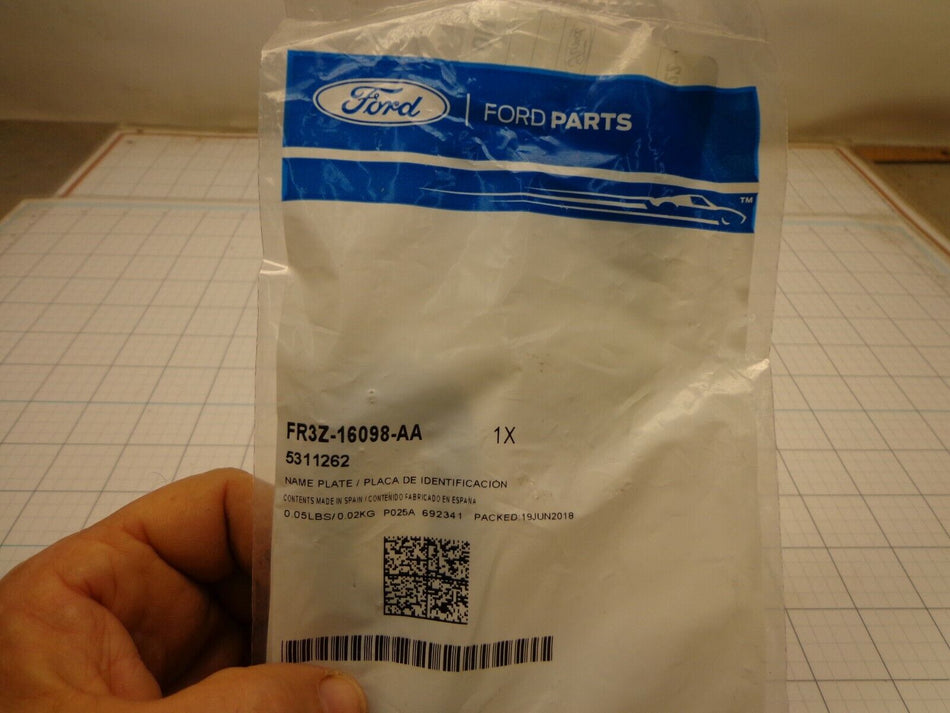 Ford
FORD PARTS
TM
FR3Z-16098-AA 1X
5311262
NAME PLATE / PLACA DE IDENTIFICACION
CONTENTS MADE IN SPAIN / CONTENIDO FABRICADO EN ESPAÑA
0.05LBS/0.02KG P025A 692341 PACKED 19JUN2018